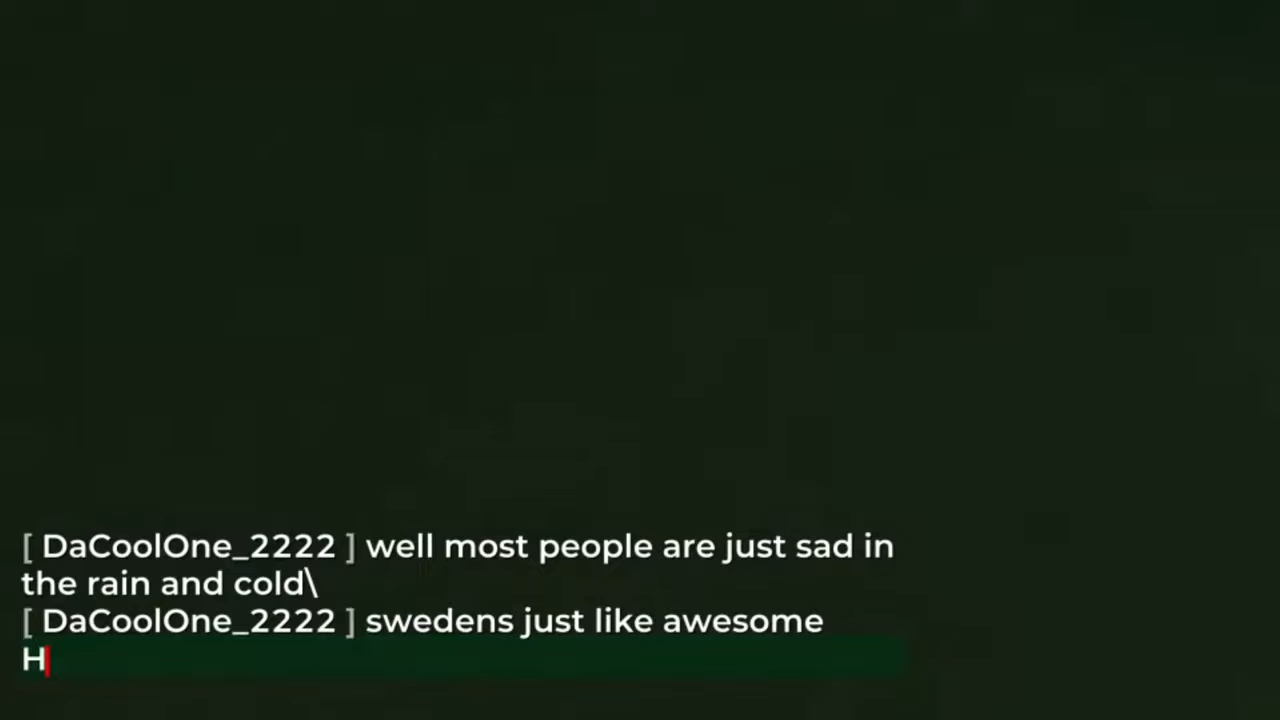 [ DaCoolOne_2222 ] well most people are just sad in
the rain and cold\
[ DaCoolOne_2222 ] swedens just like awesome
H